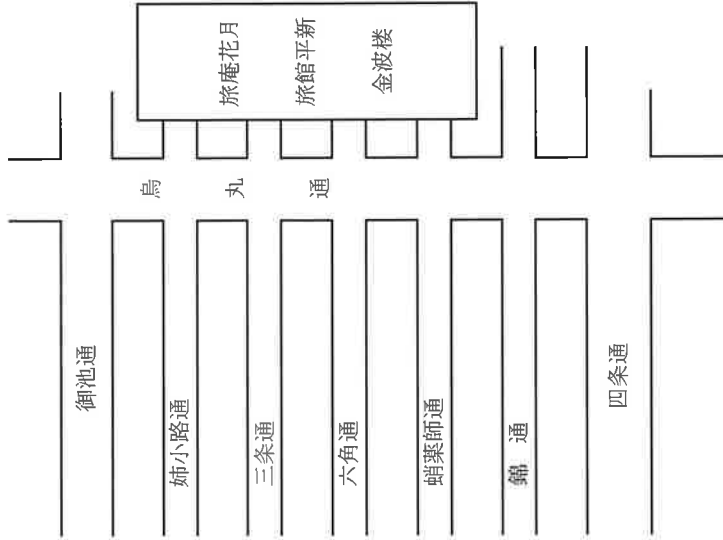 旅庵花月
旅館平新
金波楼
烏丸通
御池通
姉小路通
三条通
六角通
蛸薬師通
錦通
四条通